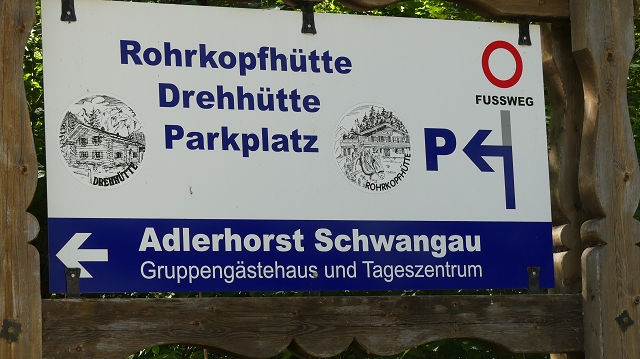 Rohrkopfhütte
Drehhütte
Parkplatz
DREHHÜTTE
ROHRKOPFHÜTTE
FUSSWEG
P
Adlerhorst Schwangau
Gruppengästehaus und Tageszentrum